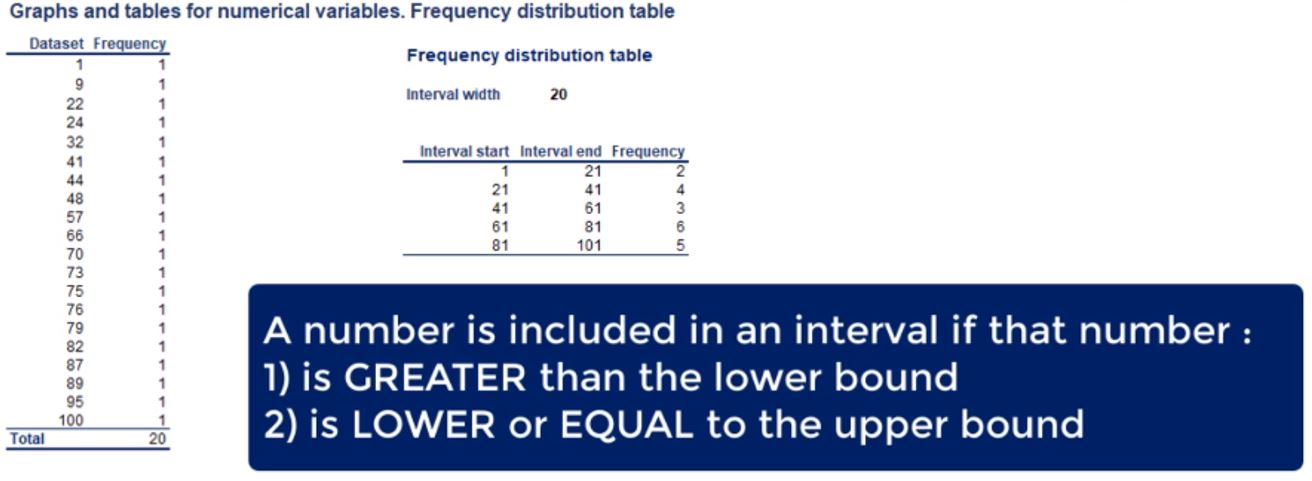 Graphs and tables for numerical variables. Frequency distribution table
Dataset Frequency
1 1
9 1
22 1
24 1
32 1
41 1
44 1
48 1
57 1
66 1
70 1
73 1
75 1
76 1
79 1
82 1
87 1
89 1
95 1
100 1
Total 20
Frequency distribution table
Interval width 20
Interval start Interval end Frequency
1 21 2
21 41 4
41 61 3
61 81 6
81 101 5
A number is included in an interval if that number :
1) is GREATER than the lower bound
2) is LOWER or EQUAL to the upper bound